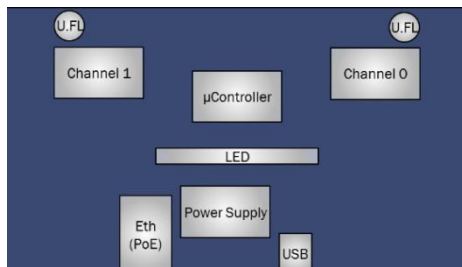 U.FL
U.FL
Channel 1
Channel 0
µController
LED
Power Supply
Eth
(PoE)
USB